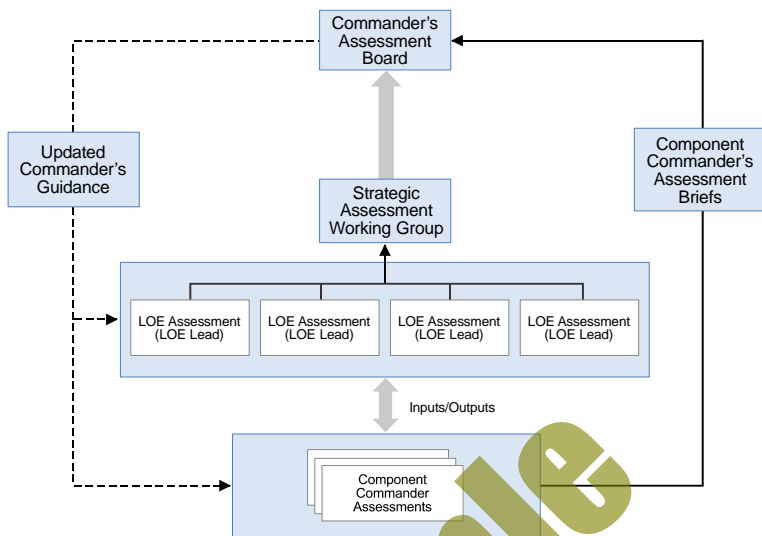 Commander's
Assessment
Board
Updated
Commander's
Guidance
Component
Commander's
Assessment
Briefs
Strategic
Assessment
Working Group
LOE Assessment
(LOE Lead)
LOE Assessment
(LOE Lead)
LOE Assessment
(LOE Lead)
LOE Assessment
(LOE Lead)
Inputs/Outputs
Component
Commander
Assessments
le